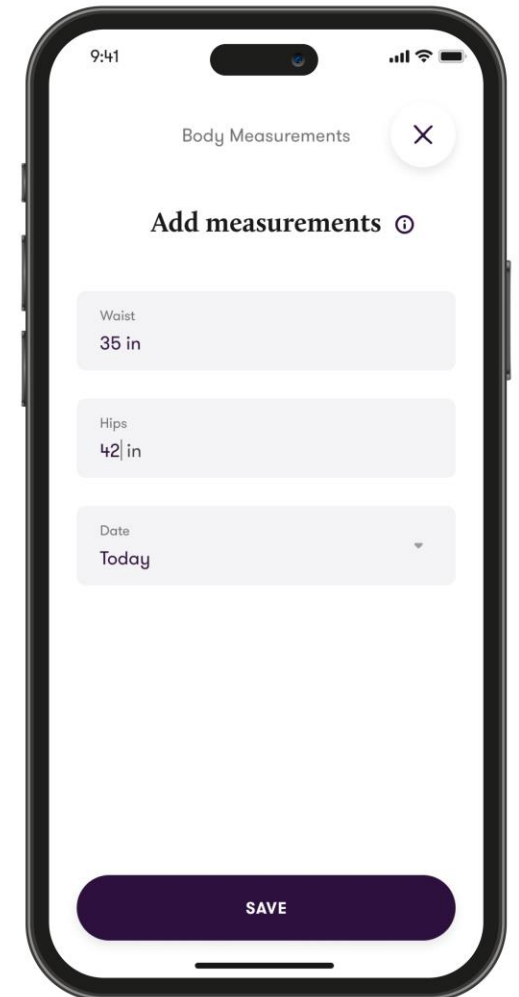 9:41
Body Measurements
Add measurements
Waist
35 in
Hips
42 in
Date
Today
SAVE